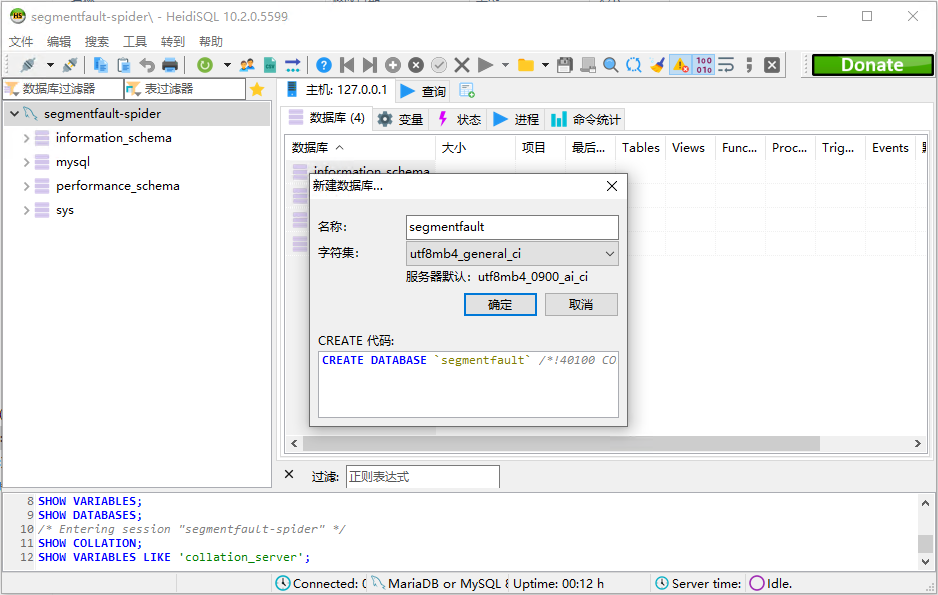 segmentfault-spider\ - HeidiSQL 10.2.0.5599
文件 编辑 搜索 工具 转到 帮助
Donate
数据库过滤器 表过滤器
主机: 127.0.0.1 查询
segmentfault-spider
information_schema
mysql
performance_schema
sys
数据库 (4) 变量 状态 进程 命令统计
数据库 大小 项目 最后... Tables Views Func... Proc... Trig... Events
information_schema
新建数据库...
名称:
segmentfault
字符集:
utf8mb4_general_ci
服务器默认: utf8mb4_0900_ai_ci
确定 取消
CREATE 代码:
CREATE DATABASE `segmentfault` /*!40100 CO
过滤: 正则表达式
8 SHOW VARIABLES;
9 SHOW DATABASES;
10 /* Entering session "segmentfault-spider" */
11 SHOW COLLATION;
12 SHOW VARIABLES LIKE 'collation_server';
Connected: MariaDB or MySQL Uptime: 00:12 h Server time: Idle.